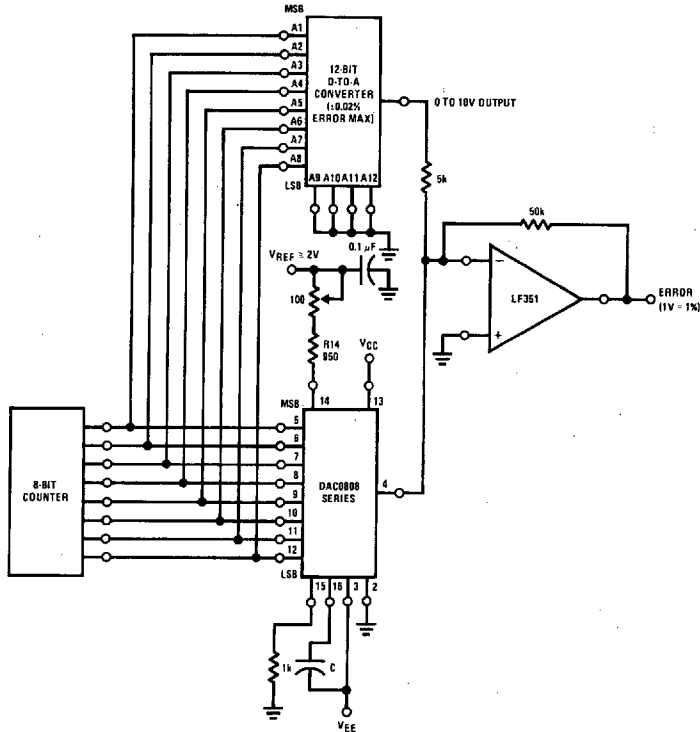 MSB
A1
A2
A3
A4
A5
A6
A7
A8
LSB
12-BIT
D-TO-A
CONVERTER
(±0.02%
ERROR MAX)
A9 A10 A11 A12
0 TO 10V OUTPUT
5k
50k
0.1 µF
VREF ≅ 2V
100
R14
950
VCC
−
+
LF351
ERROR
(1V = 1%)
14
13
MSB
5
6
7
8
9
10
11
12
LSB
8-BIT
COUNTER
DAC0808
SERIES
4
15
16
3
2
1k
C
VEE